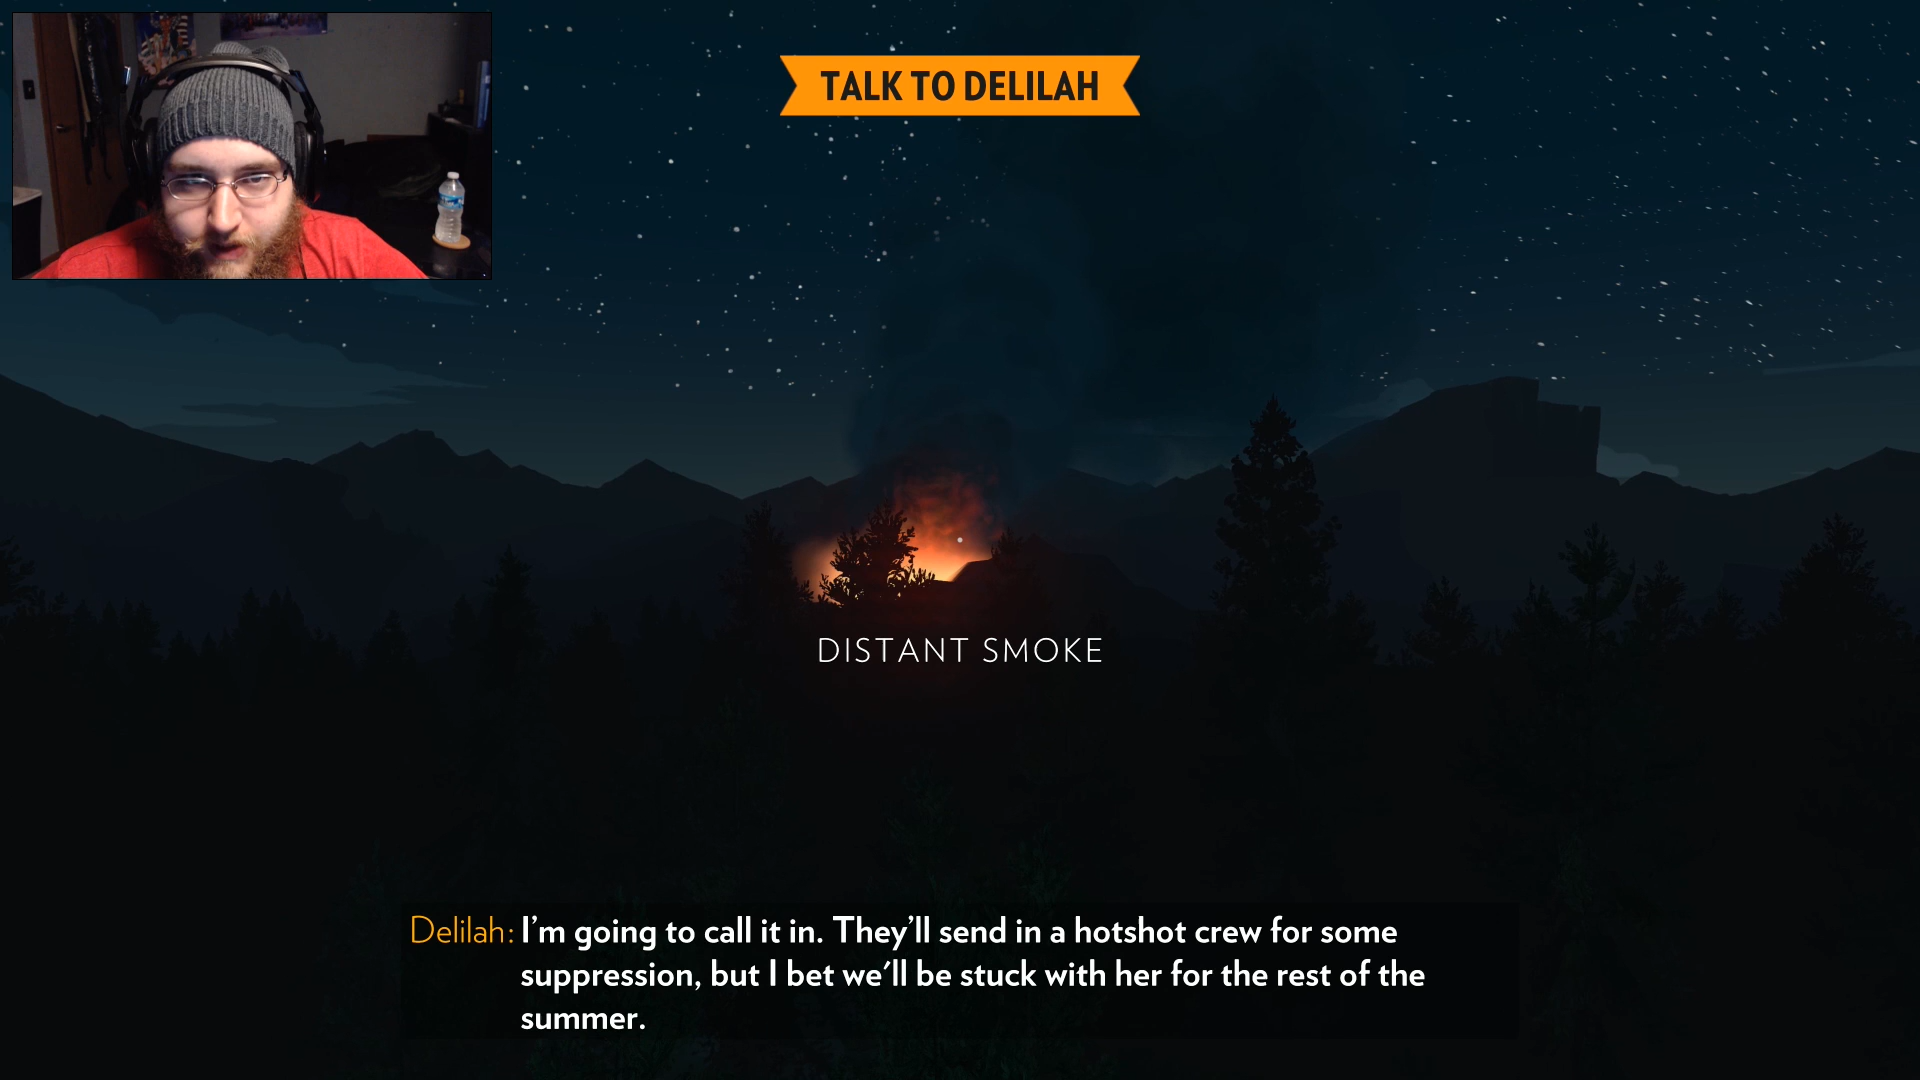 TALK TO DELILAH
DISTANT SMOKE
Delilah: I'm going to call it in. They'll send in a hotshot crew for some
suppression, but I bet we'll be stuck with her for the rest of the
summer.